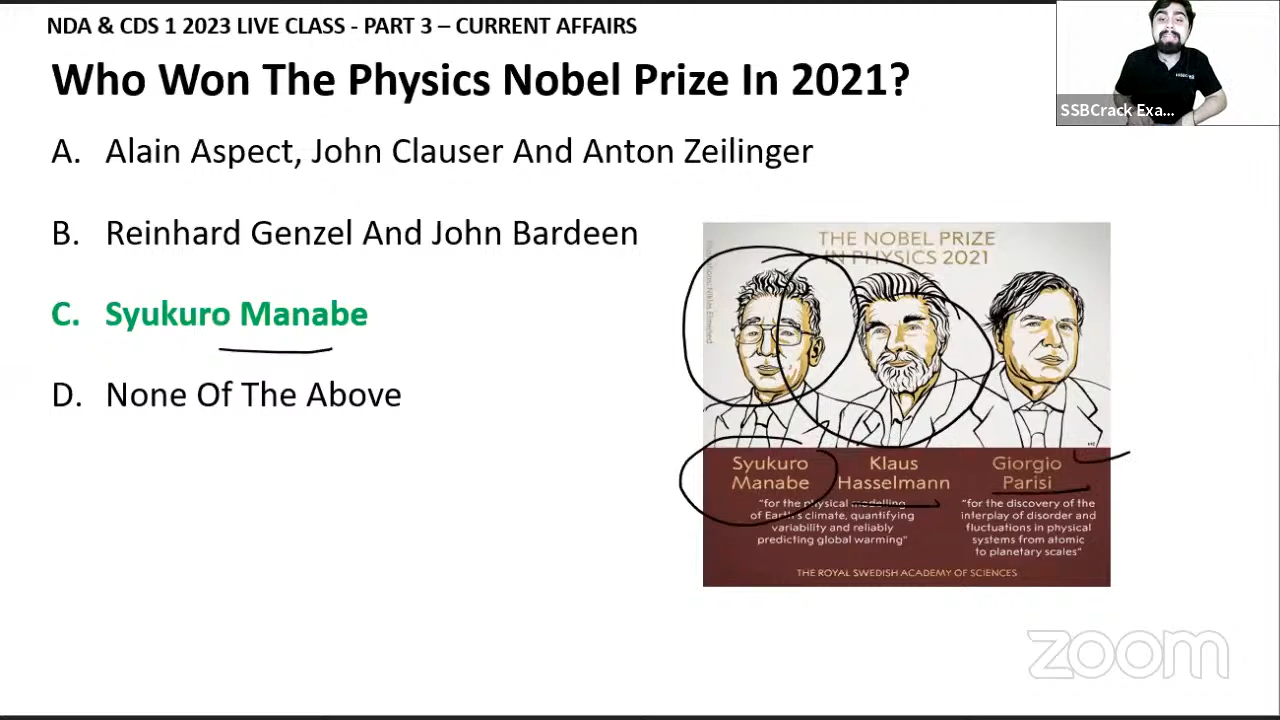 NDA & CDS 1 2023 LIVE CLASS - PART 3 – CURRENT AFFAIRS
Who Won The Physics Nobel Prize In 2021?
SSBCrack Exa...
A. Alain Aspect, John Clauser And Anton Zeilinger
B. Reinhard Genzel And John Bardeen
C. Syukuro Manabe
D. None Of The Above
THE NOBEL PRIZE
IN PHYSICS 2021
Syukuro
Manabe
Klaus
Hasselmann
Giorgio
Parisi
"for the physical modelling
of Earth's climate, quantifying
variability and reliably
predicting global warming"
"for the discovery of the
interplay of disorder and
fluctuations in physical
systems from atomic
to planetary scales"
THE ROYAL SWEDISH ACADEMY OF SCIENCES
zoom